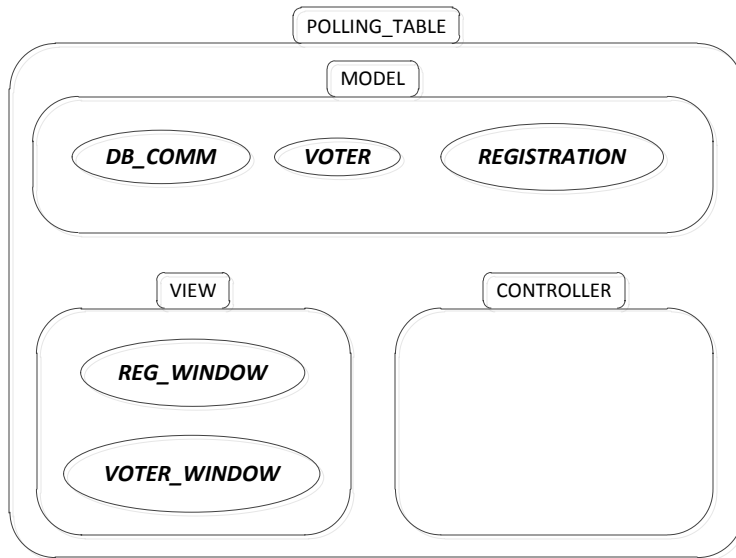 POLLING_TABLE
MODEL
DB_COMM
VOTER
REGISTRATION
VIEW
CONTROLLER
REG_WINDOW
VOTER_WINDOW